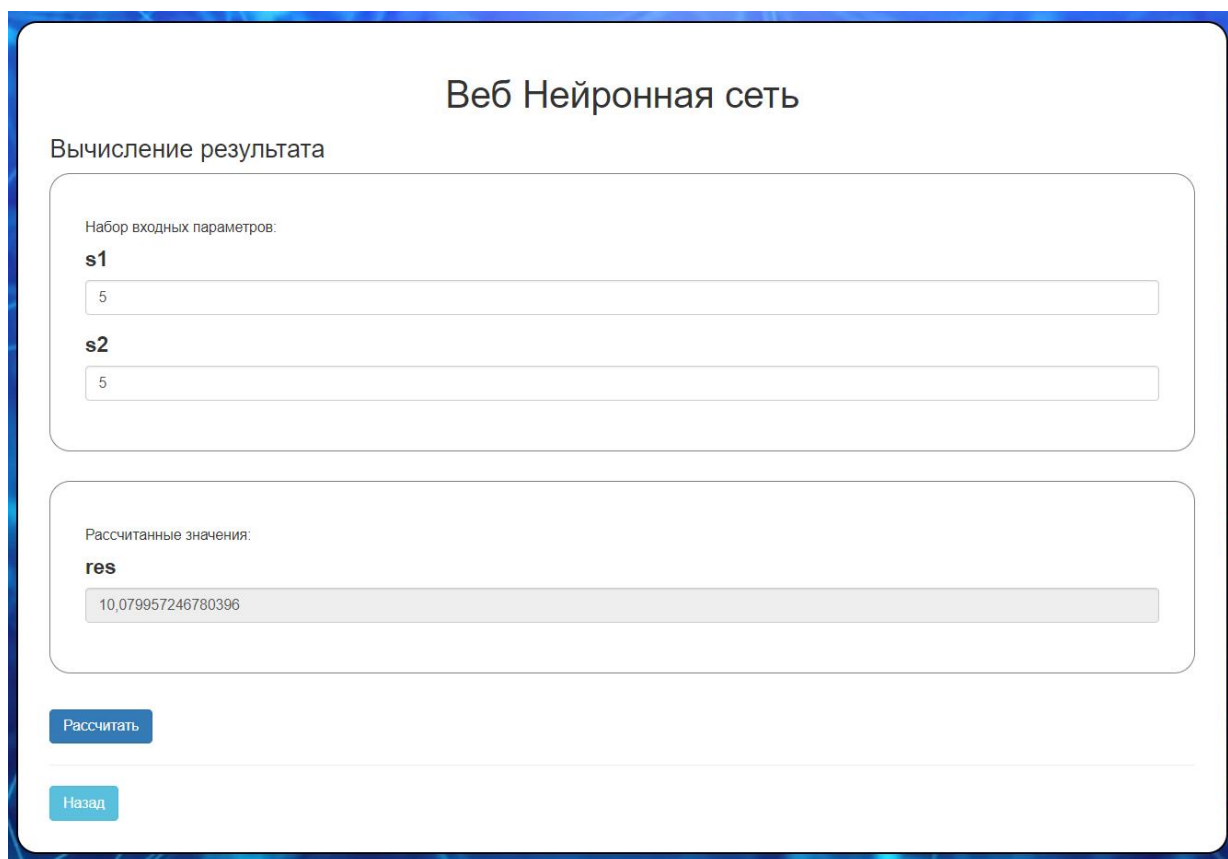 Веб Нейронная сеть
Вычисление результата
Набор входных параметров:
s1
5
s2
5
Рассчитанные значения:
res
10,079957246780396
Рассчитать
Назад